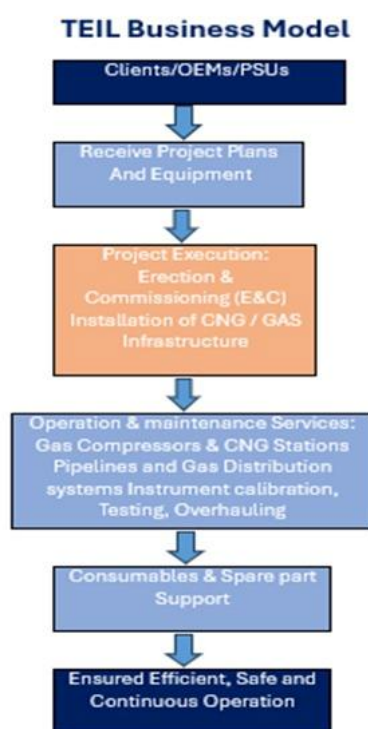 TEIL Business Model
Clients/OEMs/PSUs
Receive Project Plans
And Equipment
Project Execution:
Erection &
Commissioning (E&C)
Installation of CNG / GAS
Infrastructure
Operation & maintenance Services:
Gas Compressors & CNG Stations
Pipelines and Gas Distribution
systems Instrument calibration,
Testing, Overhauling
Consumables & Spare part
Support
Ensured Efficient, Safe and
Continuous Operation